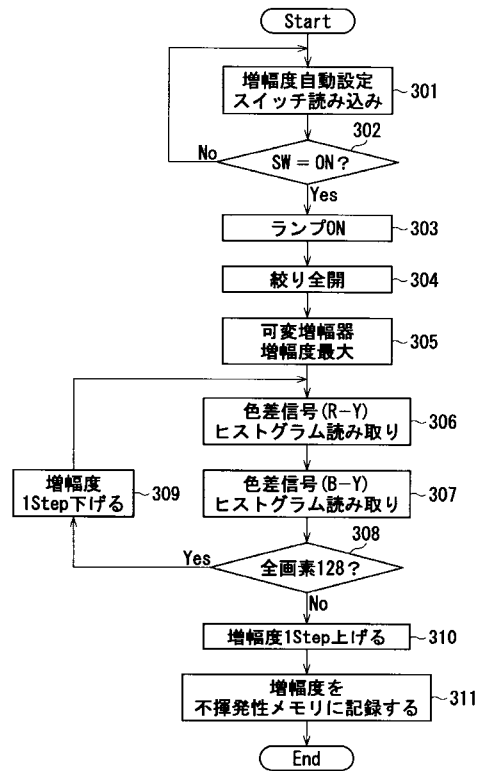 Start
増幅度自動設定
スイッチ読み込み
301
302
SW = ON?
No
Yes
ランプON
303
絞り全開
304
可変増幅器
増幅度最大
305
色差信号(R-Y)
ヒストグラム読み取り
306
増幅度
1Step下げる
309
色差信号(B-Y)
ヒストグラム読み取り
307
308
Yes
全画素128?
No
増幅度1Step上げる
310
増幅度を
不揮発性メモリに記録する
311
End